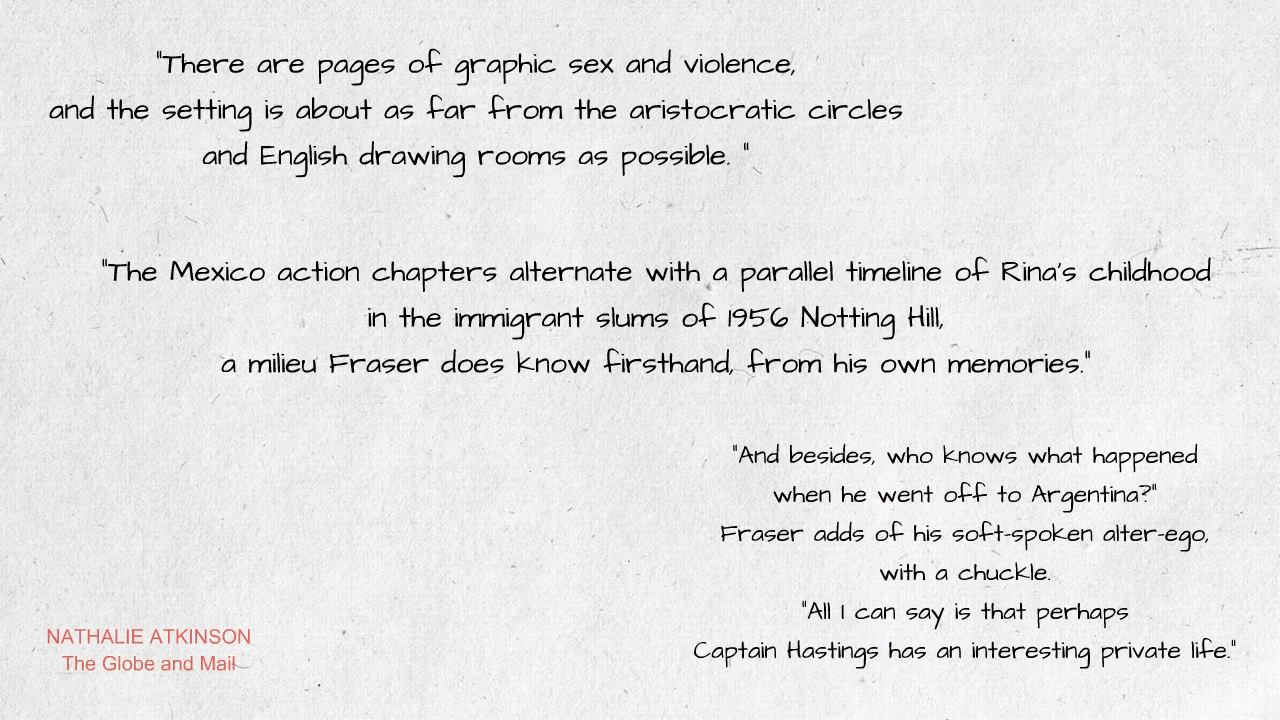 "There are pages of graphic sex and violence,
and the setting is about as far from the aristocratic circles
and English drawing rooms as possible. "
"The Mexico action chapters alternate with a parallel timeline of Rina's childhood
in the immigrant slums of 1956 Notting Hill,
a milieu Fraser does know firsthand, from his own memories."
"And besides, who knows what happened
when he went off to Argentina?"
Fraser adds of his soft-spoken alter-ego,
with a chuckle.
"All I can say is that perhaps
Captain Hastings has an interesting private life."
NATHALIE ATKINSON
The Globe and Mail